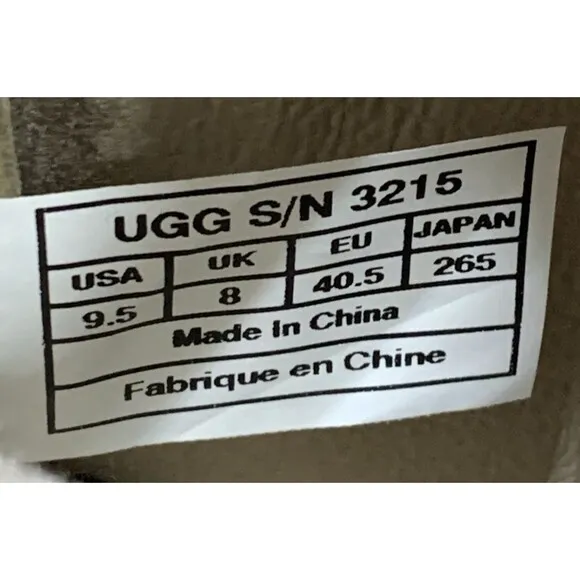 UGG S/N 3215
USA UK EU JAPAN
9.5 8 40.5 265
Made In China
Fabrique en Chine